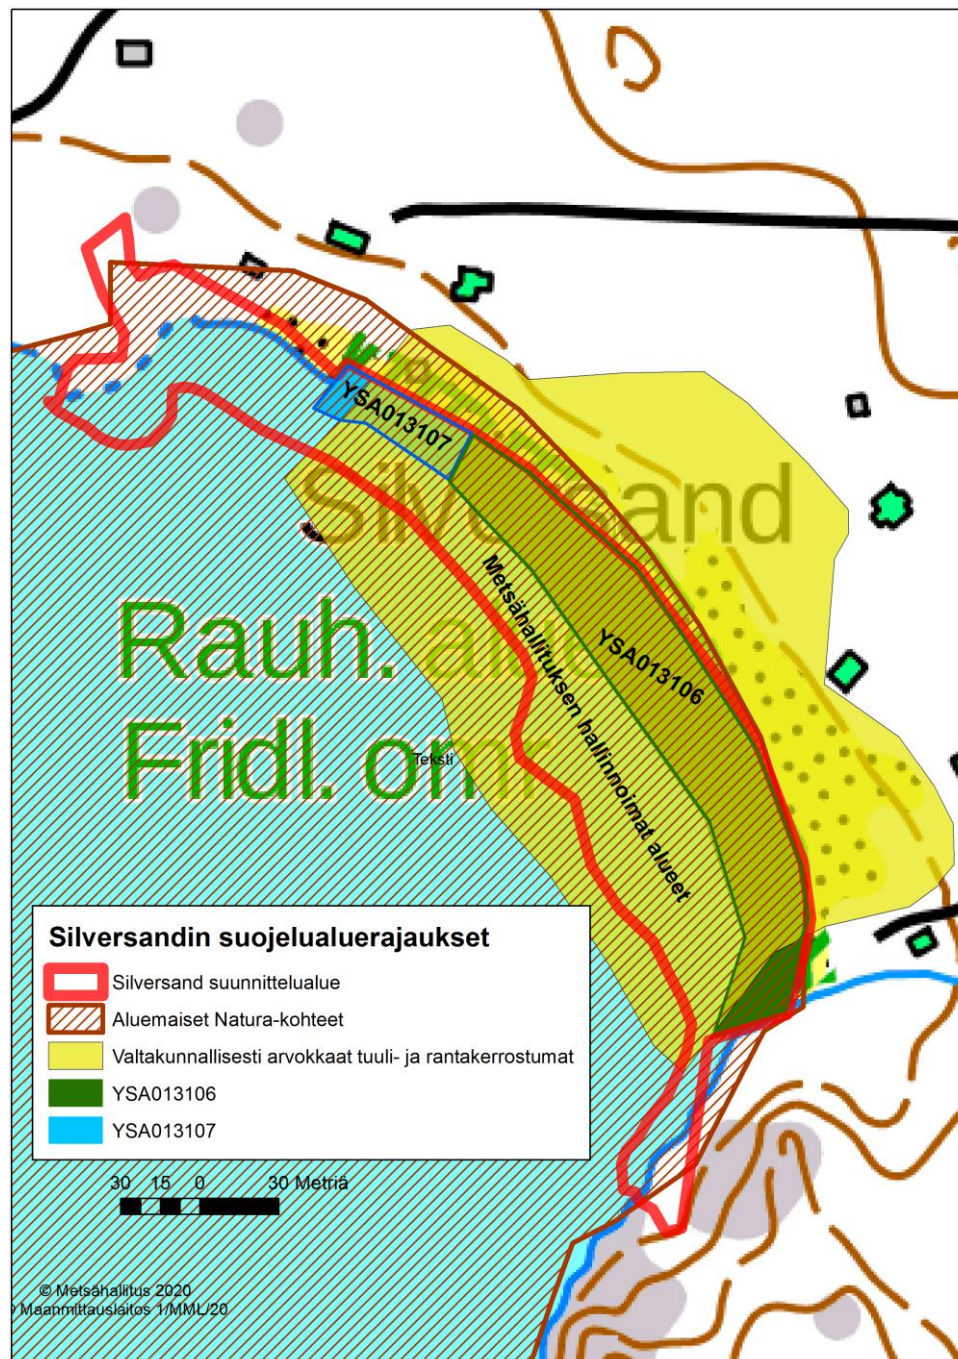 YSA013107
Silversand
Metsähallituksen hallinnoimat alueet
YSA013106
Rauh. alue
Fridl. omr
Teksti
Silversandin suojelualuerajaukset
Silversand suunnittelualue
Aluemaiset Natura-kohteet
Valtakunnallisesti arvokkaat tuuli- ja rantakerrostumat
YSA013106
YSA013107
30 15 0 30 Metriä
© Metsähallitus 2020
Maanmittauslaitos 1/MML/20